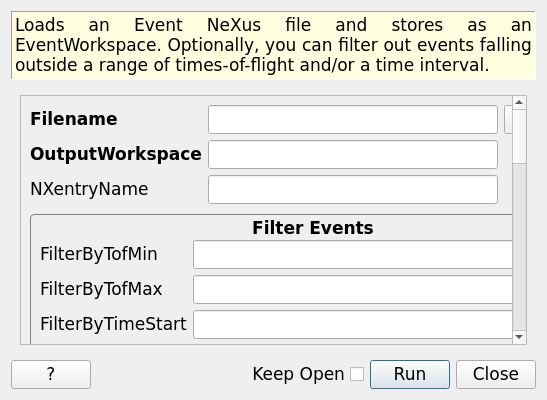 Loads an Event NeXus file and stores as an
EventWorkspace. Optionally, you can filter out events falling
outside a range of times-of-flight and/or a time interval.
Filename
OutputWorkspace
NXentryName
Filter Events
FilterByTofMin
FilterByTofMax
FilterByTimeStart
? Keep Open Run Close